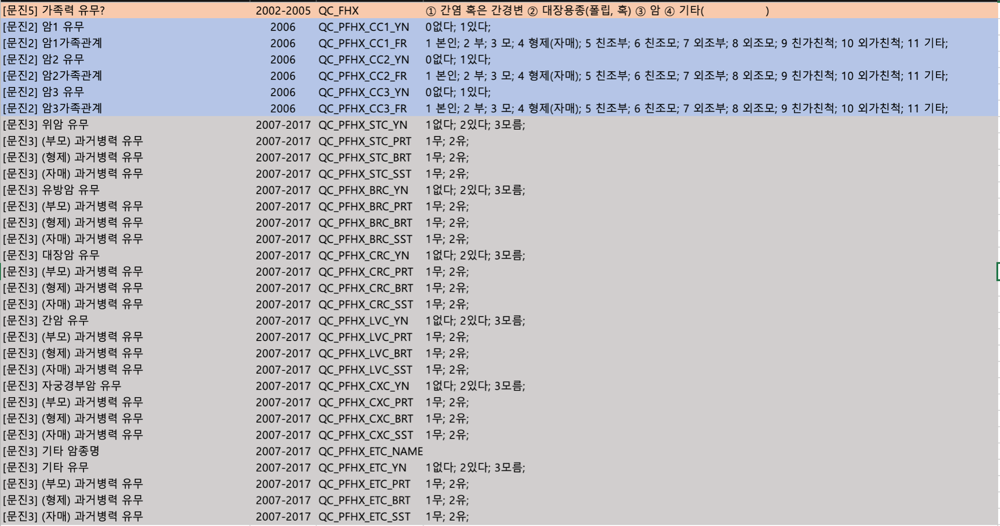 [문진5] 가족력 유무? 2002-2005 QC_FHX ① 간염 혹은 간경변 ② 대장용종(폴립, 혹) ③ 암 ④ 기타( )
[문진2] 암1 유무 2006 QC_PFHX_CC1_YN 0없다; 1있다;
[문진2] 암1가족관계 2006 QC_PFHX_CC1_FR 1 본인; 2 부; 3 모; 4 형제(자매); 5 친조부; 6 친조모; 7 외조부; 8 외조모; 9 친가친척; 10 외가친척; 11 기타;
[문진2] 암2 유무 2006 QC_PFHX_CC2_YN 0없다; 1있다;
[문진2] 암2가족관계 2006 QC_PFHX_CC2_FR 1 본인; 2 부; 3 모; 4 형제(자매); 5 친조부; 6 친조모; 7 외조부; 8 외조모; 9 친가친척; 10 외가친척; 11 기타;
[문진2] 암3 유무 2006 QC_PFHX_CC3_YN 0없다; 1있다;
[문진2] 암3가족관계 2006 QC_PFHX_CC3_FR 1 본인; 2 부; 3 모; 4 형제(자매); 5 친조부; 6 친조모; 7 외조부; 8 외조모; 9 친가친척; 10 외가친척; 11 기타;
[문진3] 위암 유무 2007-2017 QC_PFHX_STC_YN 1없다; 2있다; 3모름;
[문진3] (부모) 과거병력 유무 2007-2017 QC_PFHX_STC_PRT 1무; 2유;
[문진3] (형제) 과거병력 유무 2007-2017 QC_PFHX_STC_BRT 1무; 2유;
[문진3] (자매) 과거병력 유무 2007-2017 QC_PFHX_STC_SST 1무; 2유;
[문진3] 유방암 유무 2007-2017 QC_PFHX_BRC_YN 1없다; 2있다; 3모름;
[문진3] (부모) 과거병력 유무 2007-2017 QC_PFHX_BRC_PRT 1무; 2유;
[문진3] (형제) 과거병력 유무 2007-2017 QC_PFHX_BRC_BRT 1무; 2유;
[문진3] (자매) 과거병력 유무 2007-2017 QC_PFHX_BRC_SST 1무; 2유;
[문진3] 대장암 유무 2007-2017 QC_PFHX_CRC_YN 1없다; 2있다; 3모름;
[문진3] (부모) 과거병력 유무 2007-2017 QC_PFHX_CRC_PRT 1무; 2유;
[문진3] (형제) 과거병력 유무 2007-2017 QC_PFHX_CRC_BRT 1무; 2유;
[문진3] (자매) 과거병력 유무 2007-2017 QC_PFHX_CRC_SST 1무; 2유;
[문진3] 간암 유무 2007-2017 QC_PFHX_LVC_YN 1없다; 2있다; 3모름;
[문진3] (부모) 과거병력 유무 2007-2017 QC_PFHX_LVC_PRT 1무; 2유;
[문진3] (형제) 과거병력 유무 2007-2017 QC_PFHX_LVC_BRT 1무; 2유;
[문진3] (자매) 과거병력 유무 2007-2017 QC_PFHX_LVC_SST 1무; 2유;
[문진3] 자궁경부암 유무 2007-2017 QC_PFHX_CXC_YN 1없다; 2있다; 3모름;
[문진3] (부모) 과거병력 유무 2007-2017 QC_PFHX_CXC_PRT 1무; 2유;
[문진3] (형제) 과거병력 유무 2007-2017 QC_PFHX_CXC_BRT 1무; 2유;
[문진3] (자매) 과거병력 유무 2007-2017 QC_PFHX_CXC_SST 1무; 2유;
[문진3] 기타 암종명 2007-2017 QC_PFHX_ETC_NAME
[문진3] 기타 유무 2007-2017 QC_PFHX_ETC_YN 1없다; 2있다; 3모름;
[문진3] (부모) 과거병력 유무 2007-2017 QC_PFHX_ETC_PRT 1무; 2유;
[문진3] (형제) 과거병력 유무 2007-2017 QC_PFHX_ETC_BRT 1무; 2유;
[문진3] (자매) 과거병력 유무 2007-2017 QC_PFHX_ETC_SST 1무; 2유;